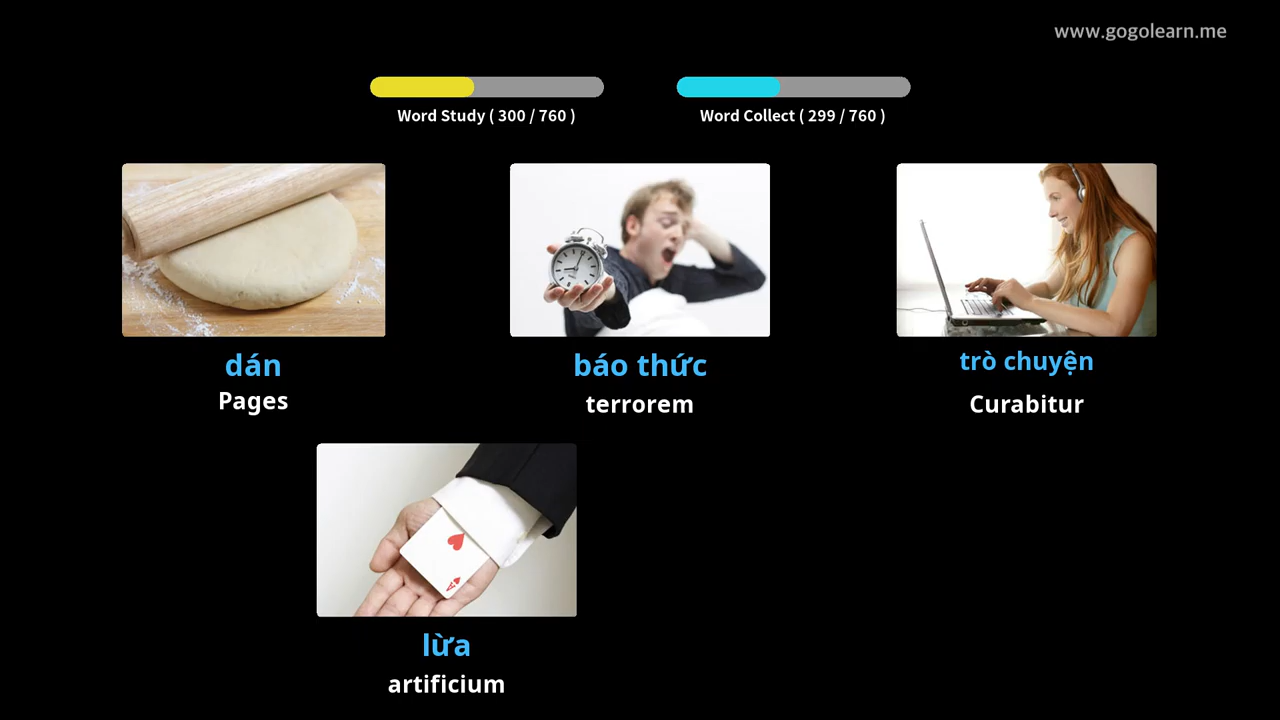 www.gogolearn.me
Word Study ( 300 / 760 )
Word Collect ( 299 / 760 )
dán
Pages
báo thức
terrorem
trò chuyện
Curabitur
lừa
artificium